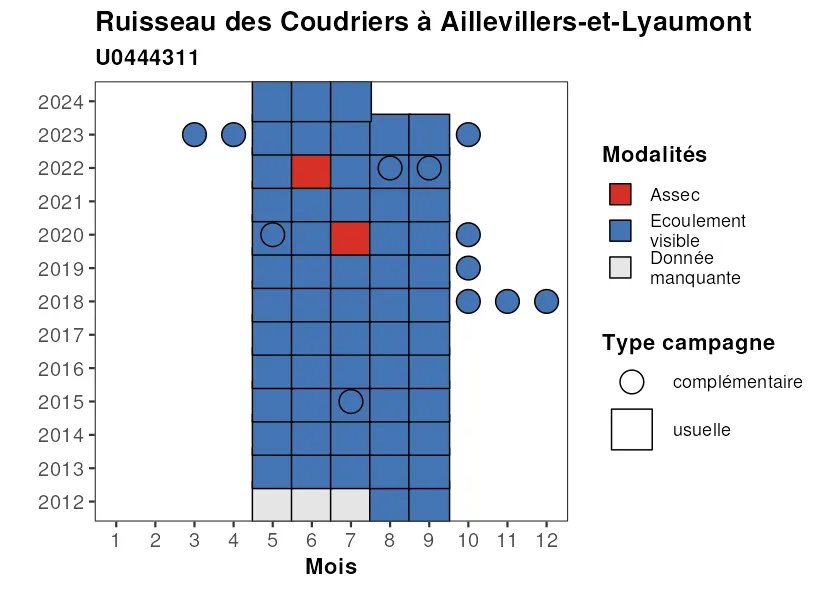 Ruisseau des Coudriers à Aillevillers-et-Lyaumont
U0444311
2024
2023
2022
2021
2020
2019
2018
2017
2016
2015
2014
2013
2012
1 2 3 4 5 6 7 8 9 10 11 12
Mois
Modalités
Assec
Ecoulement
visible
Donnée
manquante
Type campagne
complémentaire
usuelle